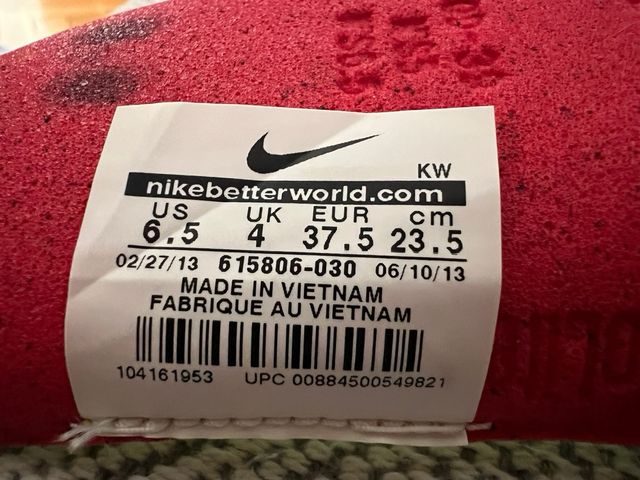 KW
nikebetterworld.com
US UK EUR cm
6.5 4 37.5 23.5
02/27/13 615806-030 06/10/13
MADE IN VIETNAM
FABRIQUE AU VIETNAM
104161953 UPC 00884500549821